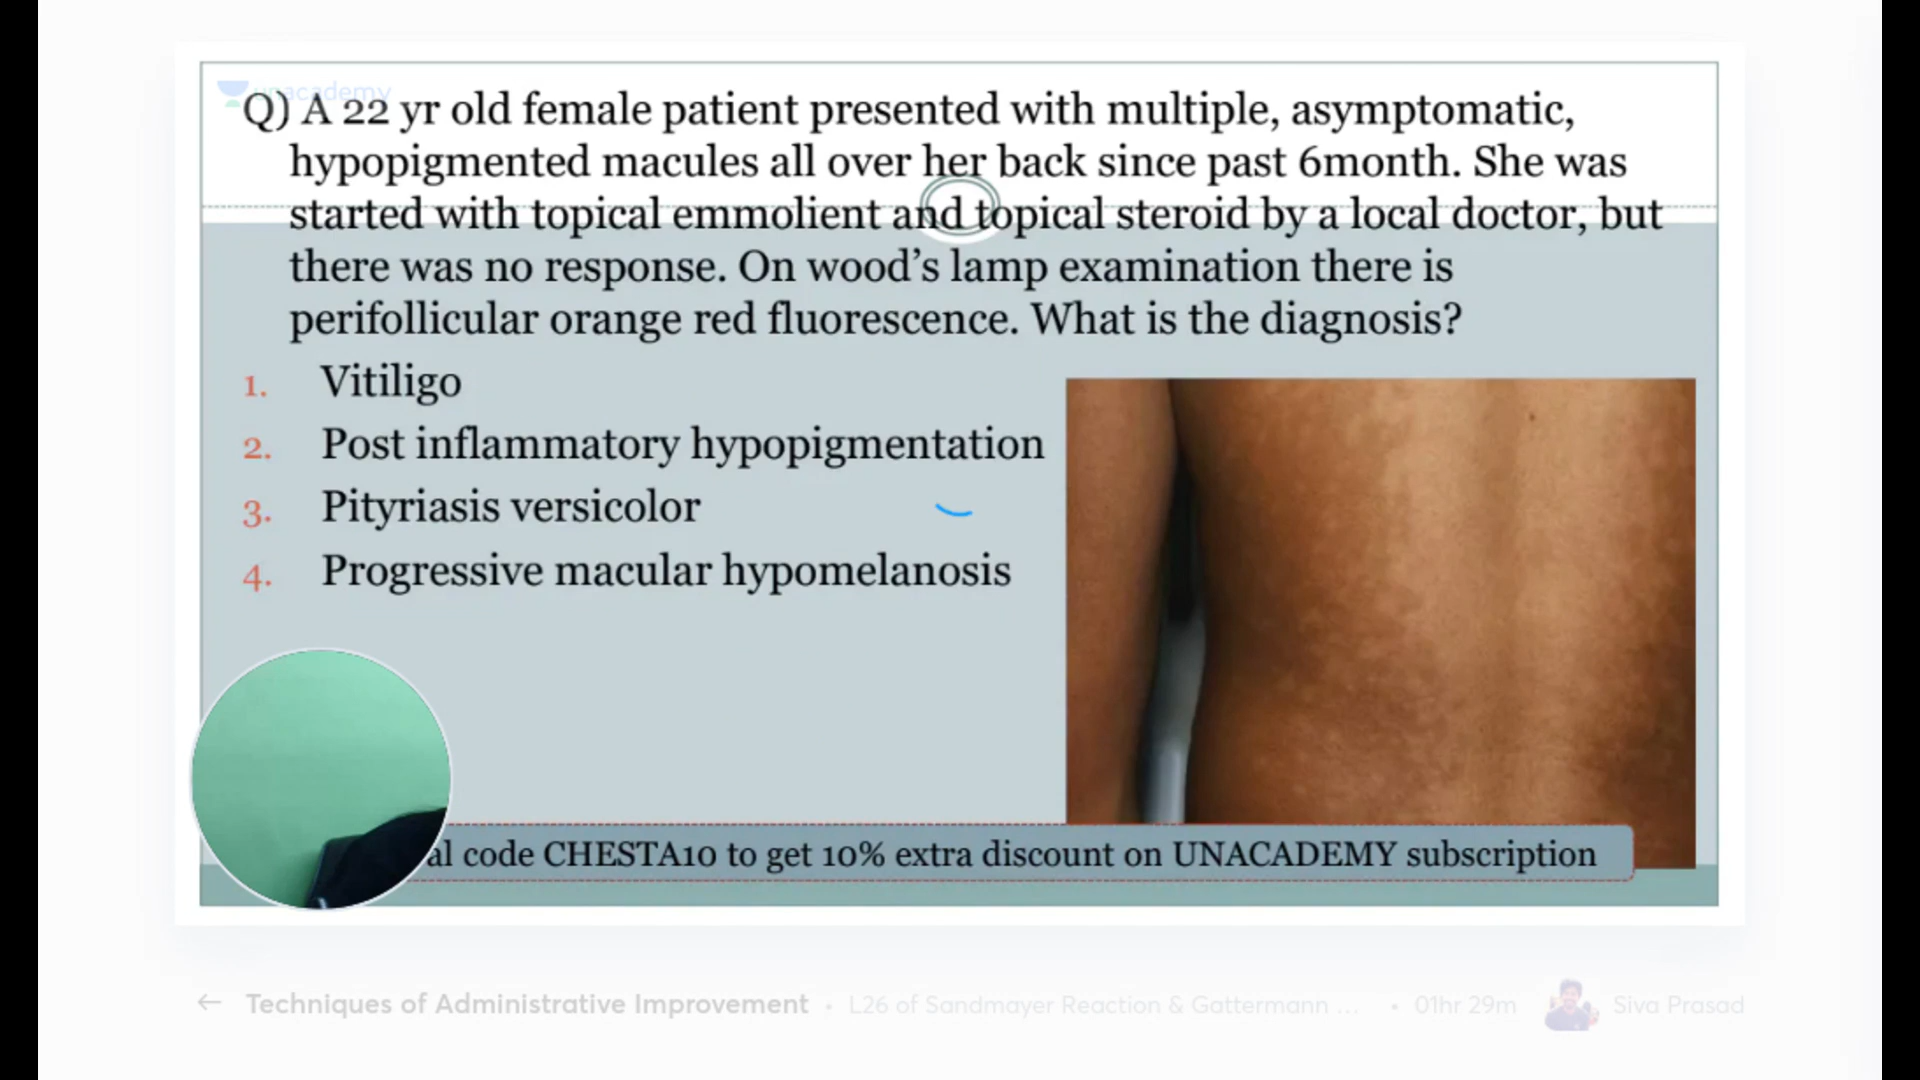 unacademy
Q) A 22 yr old female patient presented with multiple, asymptomatic,
hypopigmented macules all over her back since past 6month. She was
started with topical emmolient and topical steroid by a local doctor, but
there was no response. On wood’s lamp examination there is
perifollicular orange red fluorescence. What is the diagnosis?
1. Vitiligo
2. Post inflammatory hypopigmentation
3. Pityriasis versicolor
4. Progressive macular hypomelanosis
al code CHESTA10 to get 10% extra discount on UNACADEMY subscription
← Techniques of Administrative Improvement • L26 of Sandmayer Reaction & Gattermann ... • 01hr 29m Siva Prasad